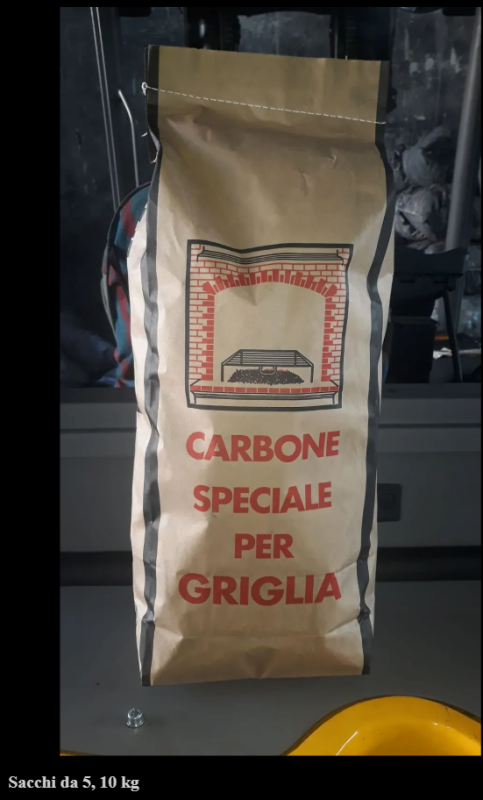 CARBONE
SPECIALE
PER
GRIGLIA
Sacchi da 5, 10 kg